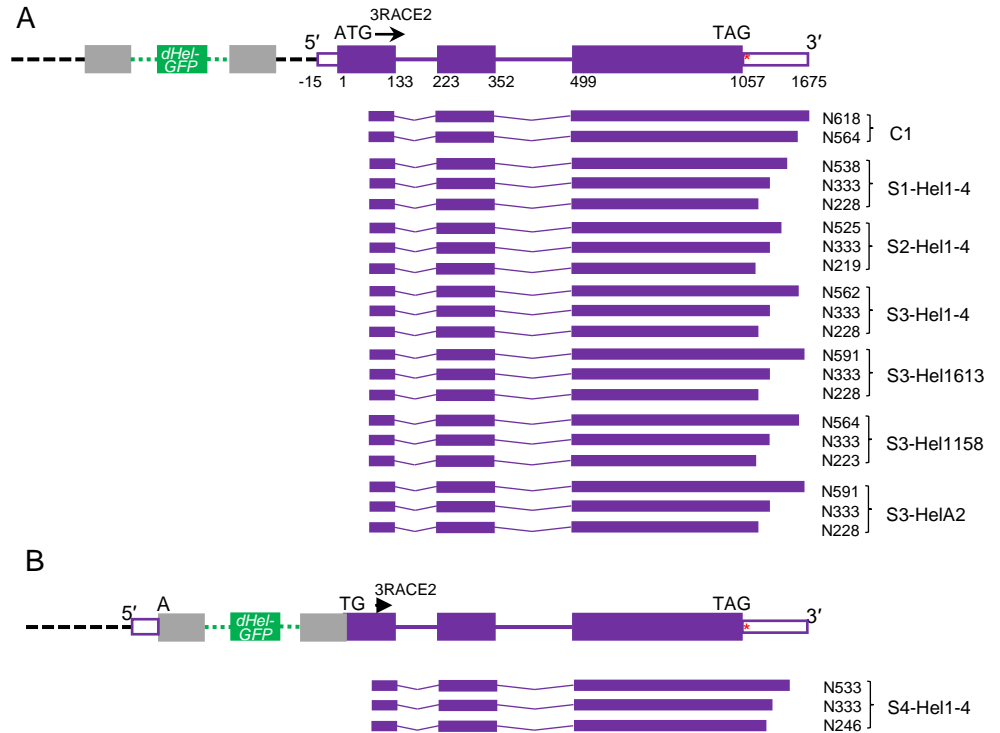 A
3RACE2
5′ ATG TAG 3′
dHel-
GFP
*
-15 1 133 223 352 499 1057 1675
N618
N564
C1
N538
N333
N228
S1-Hel1-4
N525
N333
N219
S2-Hel1-4
N562
N333
N228
S3-Hel1-4
N591
N333
N228
S3-Hel1613
N564
N333
N223
S3-Hel1158
N591
N333
N228
S3-HelA2
B
3RACE2
5′ A TG TAG 3′
dHel-
GFP
*
N533
N333
N246
S4-Hel1-4